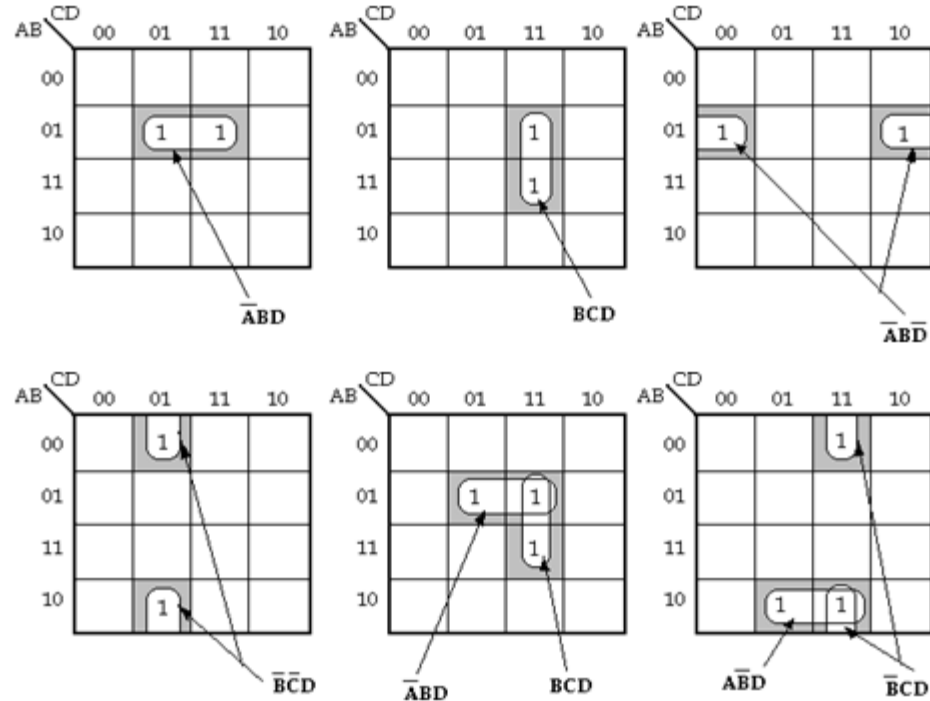 CD CD CD
AB 00 01 11 10 AB 00 01 11 10 AB 00 01 11 10
00 00 00
01 1 1 01 1 01 1 1
11 11 1 11
10 10 10
A̅BD BCD A̅BD̅
CD CD CD
AB 00 01 11 10 AB 00 01 11 10 AB 00 01 11 10
00 1 00 00 1
01 01 1 1 01
11 11 1 11
10 1 10 10 1 1
B̅C̅D A̅BD BCD AB̅D B̅CD